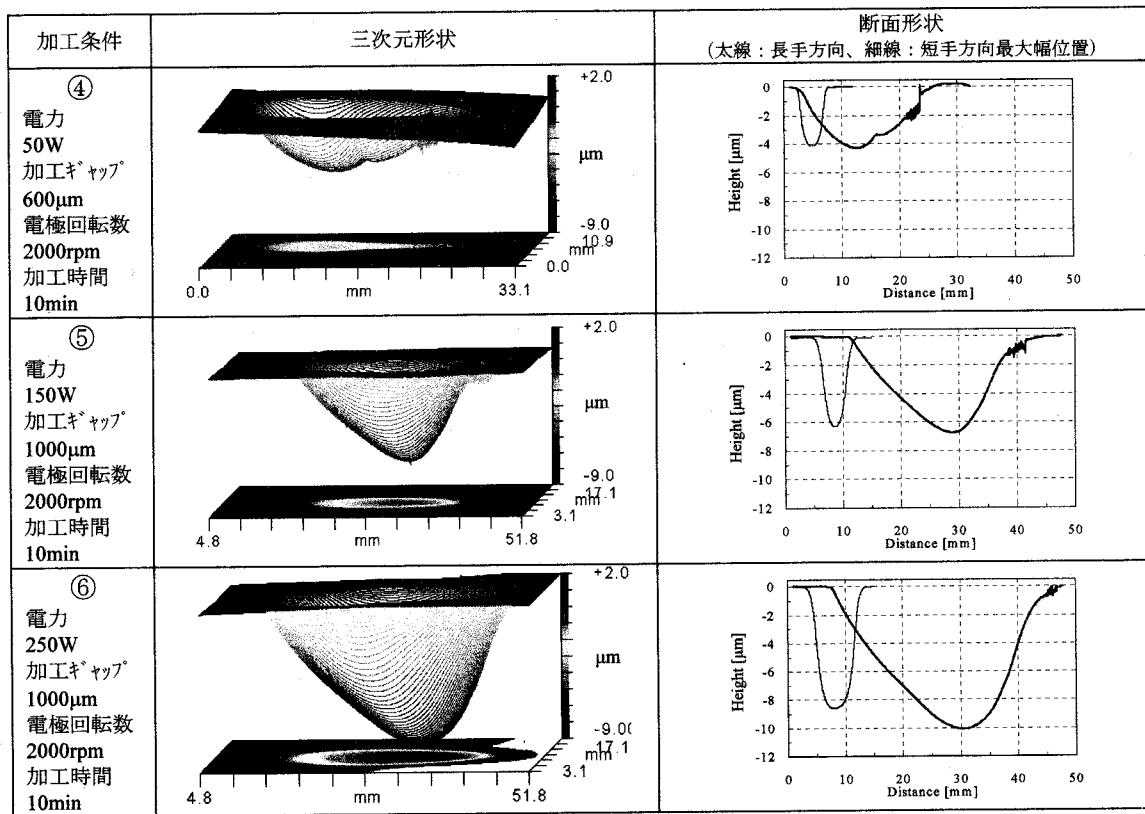 加工条件
三次元形状
断面形状
(太線：長手方向、細線：短手方向最大幅位置)
④
電力
50W
加工ギャップ
600μm
電極回転数
2000rpm
加工時間
10min
+2.0
μm
-9.0
10.9
mm
0.0
0.0
mm
33.1
Height [μm]
0
-2
-4
-6
-8
-10
-12
0
10
20
30
40
50
Distance [mm]
⑤
電力
150W
加工ギャップ
1000μm
電極回転数
2000rpm
加工時間
10min
+2.0
μm
-9.0
17.1
mm
3.1
4.8
mm
51.8
Height [μm]
0
-2
-4
-6
-8
-10
-12
0
10
20
30
40
50
Distance [mm]
⑥
電力
250W
加工ギャップ
1000μm
電極回転数
2000rpm
加工時間
10min
+2.0
μm
-9.0(
17.1
mm
3.1
4.8
mm
51.8
Height [μm]
0
-2
-4
-6
-8
-10
-12
0
10
20
30
40
50
Distance [mm]